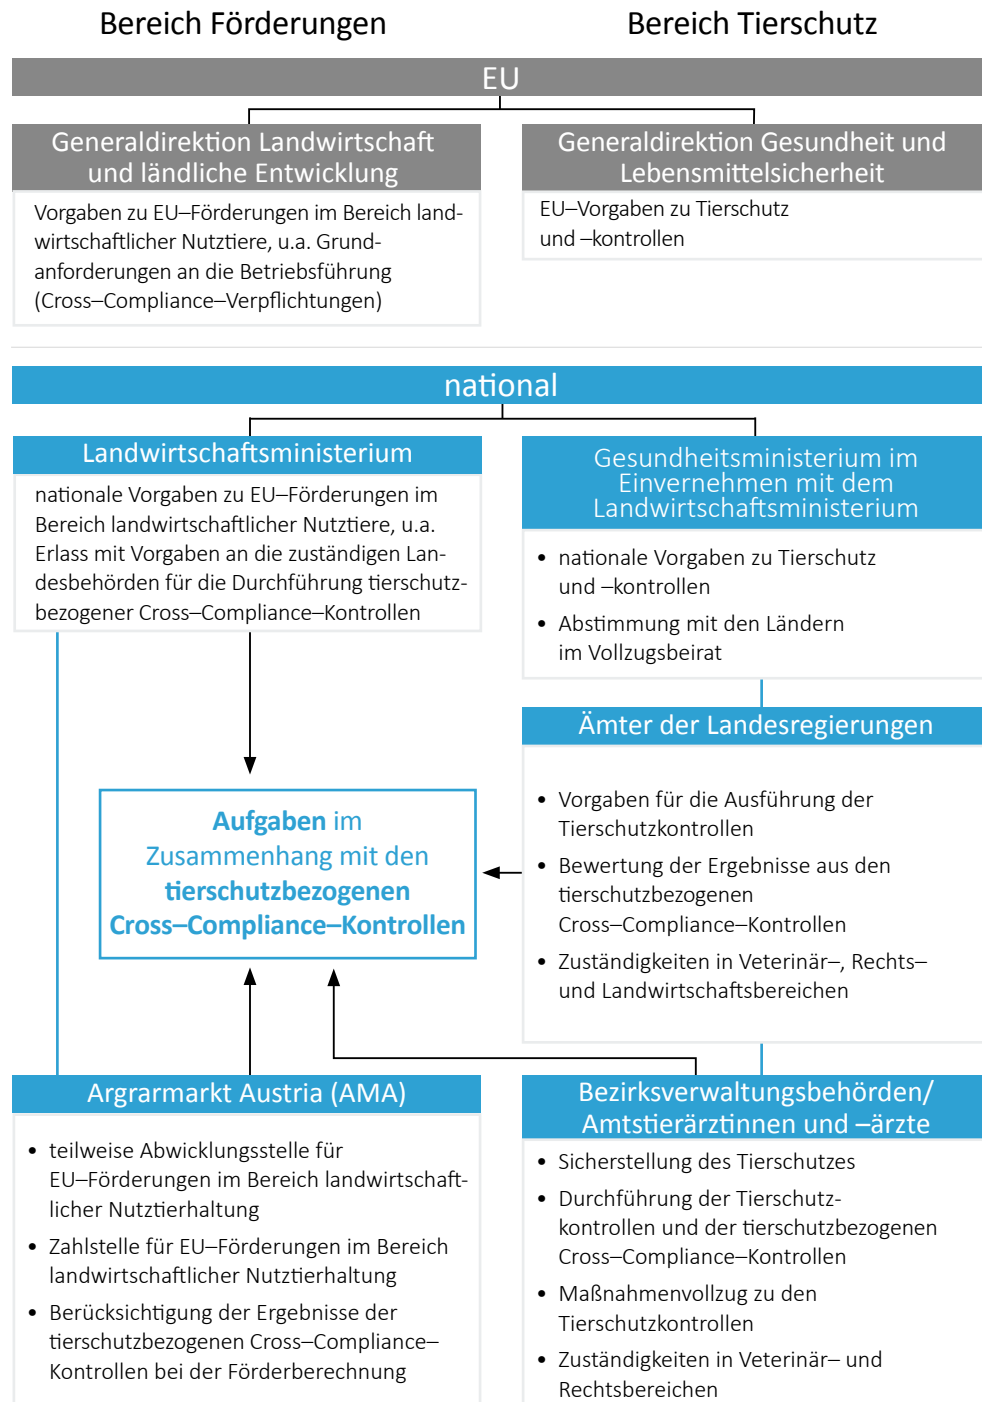 Bereich Förderungen
Bereich Tierschutz
EU
Generaldirektion Landwirtschaft
und ländliche Entwicklung
Vorgaben zu EU–Förderungen im Bereich land-
wirtschaftlicher Nutztiere, u.a. Grund-
anforderungen an die Betriebsführung
(Cross–Compliance–Verpflichtungen)
Generaldirektion Gesundheit und
Lebensmittelsicherheit
EU–Vorgaben zu Tierschutz
und –kontrollen
national
Landwirtschaftsministerium
nationale Vorgaben zu EU–Förderungen im
Bereich landwirtschaftlicher Nutztiere, u.a.
Erlass mit Vorgaben an die zuständigen Lan-
desbehörden für die Durchführung tierschutz-
bezogener Cross–Compliance–Kontrollen
Gesundheitsministerium im
Einvernehmen mit dem
Landwirtschaftsministerium
• nationale Vorgaben zu Tierschutz
und –kontrollen
• Abstimmung mit den Ländern
im Vollzugsbeirat
Ämter der Landesregierungen
• Vorgaben für die Ausführung der
Tierschutzkontrollen
• Bewertung der Ergebnisse aus den
tierschutzbezogenen
Cross–Compliance–Kontrollen
• Zuständigkeiten in Veterinär–, Rechts–
und Landwirtschaftsbereichen
Aufgaben im
Zusammenhang mit den
tierschutzbezogenen
Cross–Compliance–Kontrollen
Argrarmarkt Austria (AMA)
• teilweise Abwicklungsstelle für
EU–Förderungen im Bereich landwirtschaft-
licher Nutztierhaltung
• Zahlstelle für EU–Förderungen im Bereich
landwirtschaftlicher Nutztierhaltung
• Berücksichtigung der Ergebnisse der
tierschutzbezogenen Cross–Compliance–
Kontrollen bei der Förderberechnung
Bezirksverwaltungsbehörden/
Amtstierärztinnen und –ärzte
• Sicherstellung des Tierschutzes
• Durchführung der Tierschutz-
kontrollen und der tierschutzbezogenen
Cross–Compliance–Kontrollen
• Maßnahmenvollzug zu den
Tierschutzkontrollen
• Zuständigkeiten in Veterinär– und
Rechtsbereichen